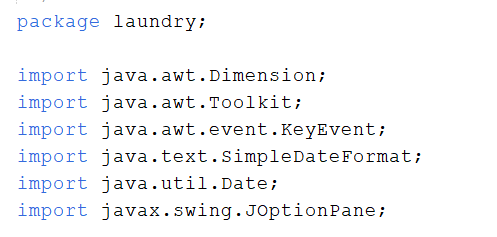 package laundry;
import java.awt.Dimension;
import java.awt.Toolkit;
import java.awt.event.KeyEvent;
import java.text.SimpleDateFormat;
import java.util.Date;
import javax.swing.JOptionPane;